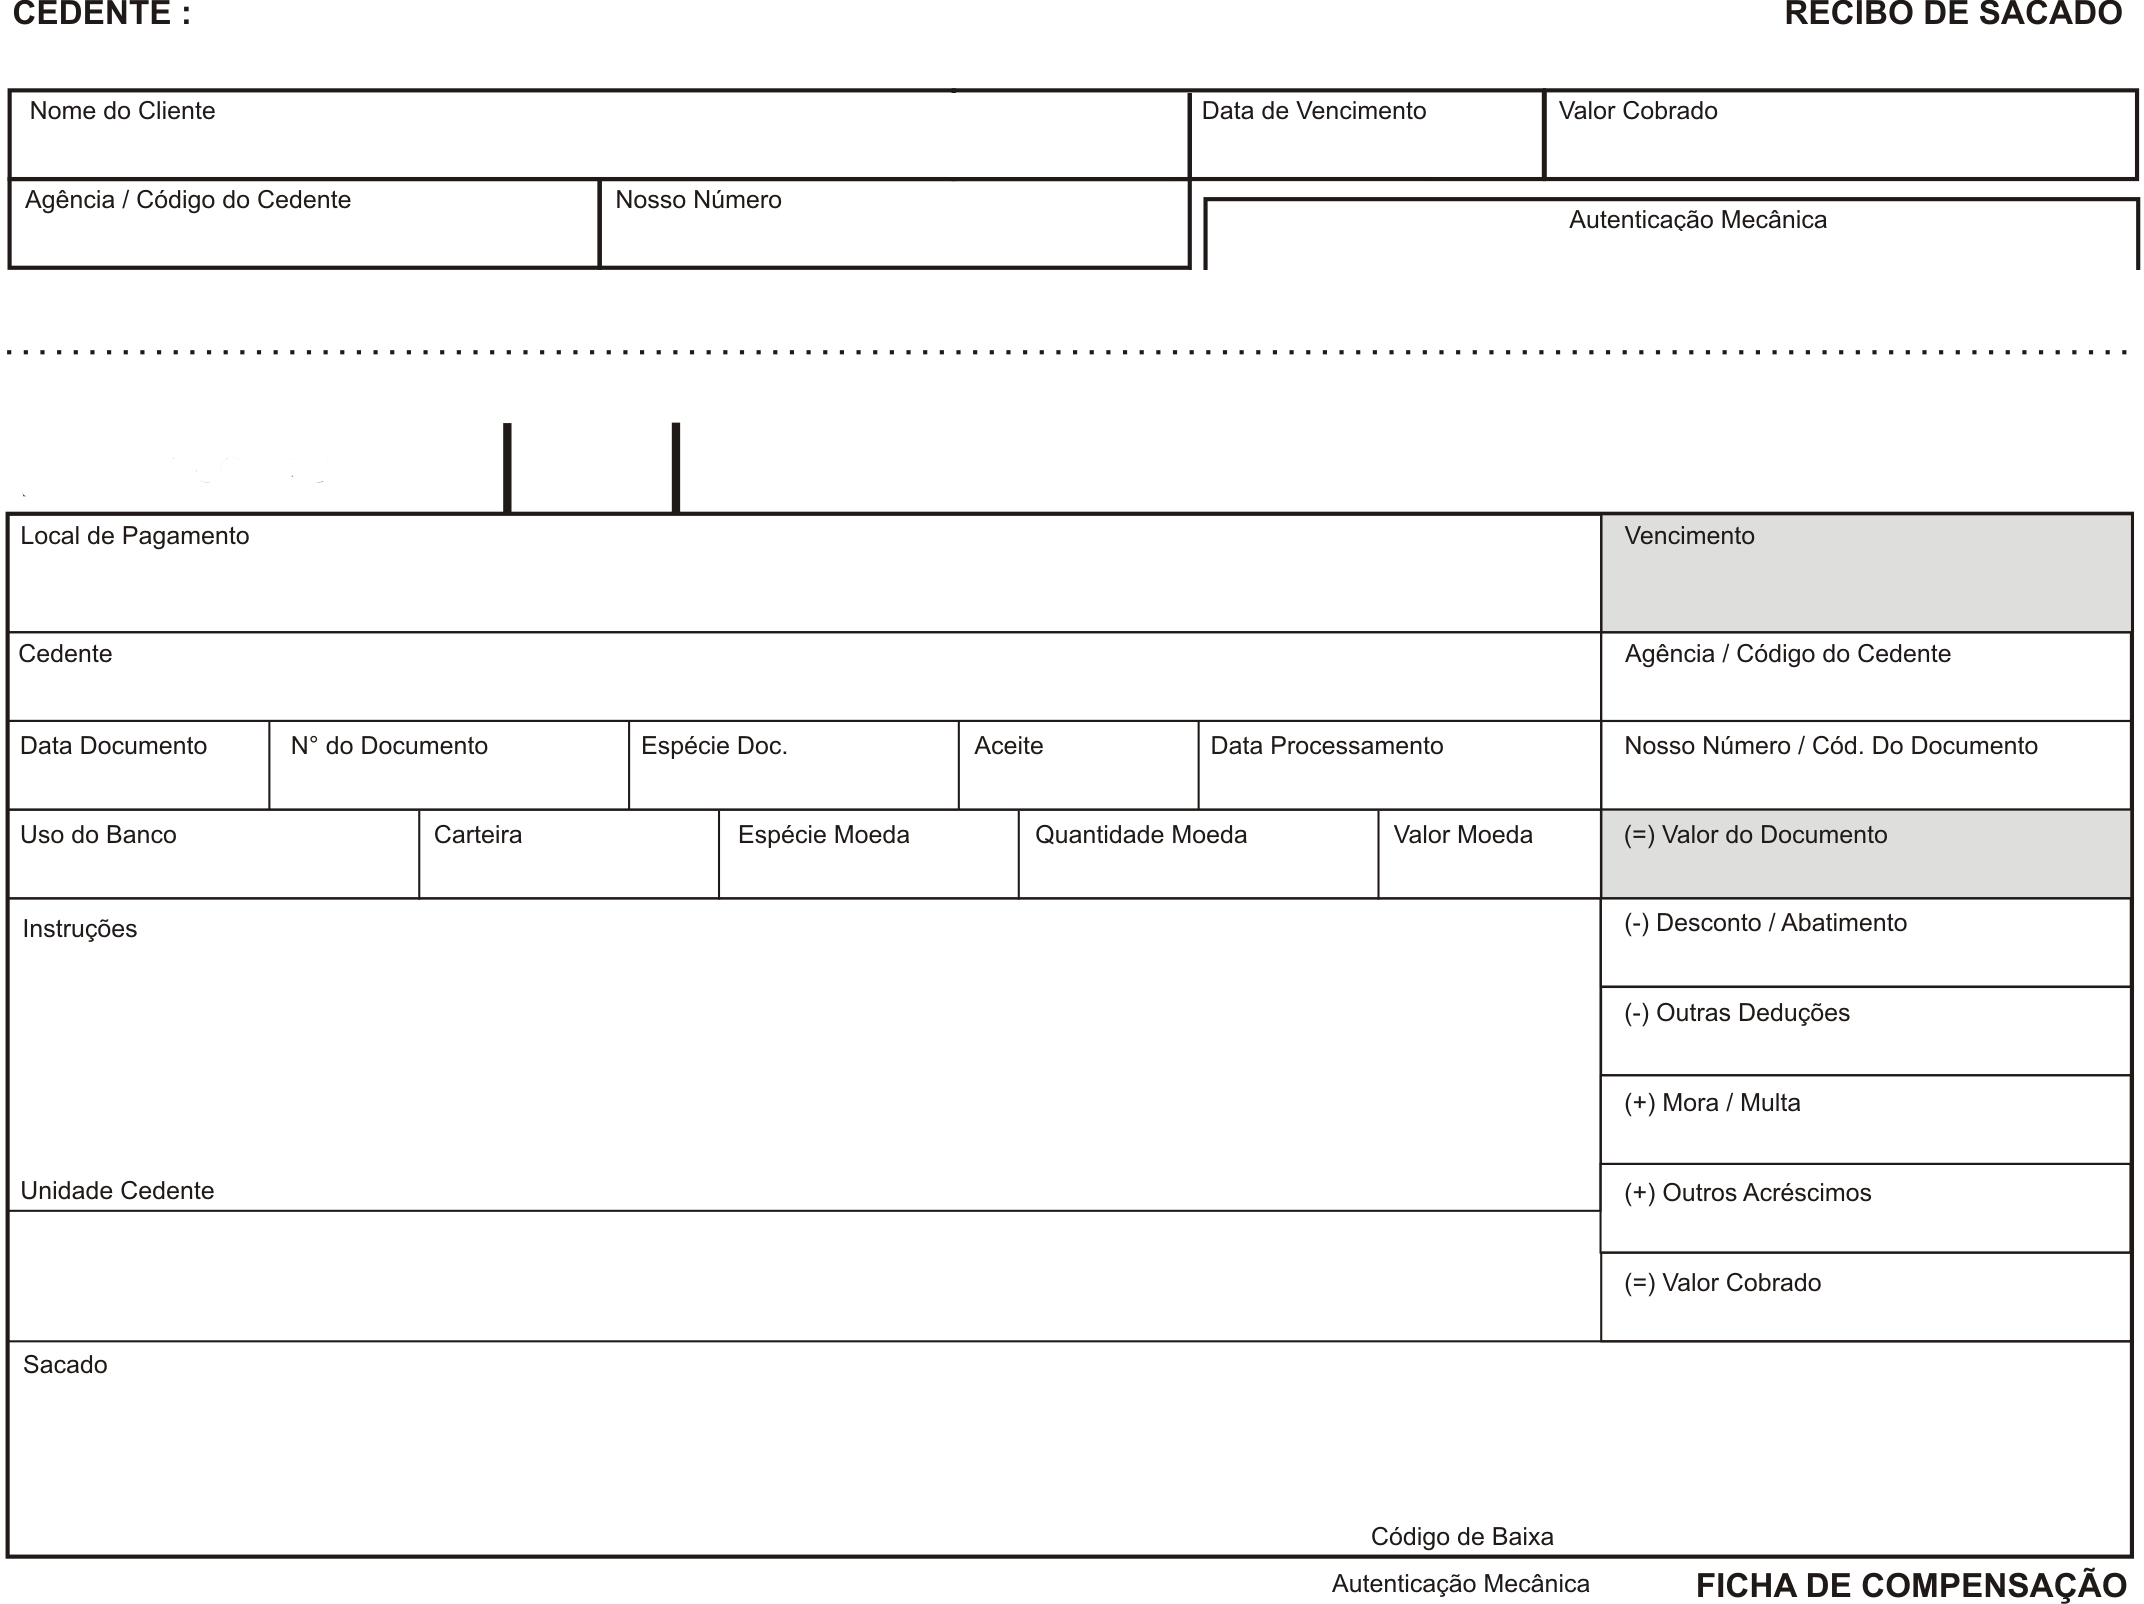 CEDENTE : RECIBO DE SACADO
Nome do Cliente Data de Vencimento Valor Cobrado
Agência / Código do Cedente Nosso Número Autenticação Mecânica
Local de Pagamento Vencimento
Cedente Agência / Código do Cedente
Data Documento N° do Documento Espécie Doc. Aceite Data Processamento Nosso Número / Cód. Do Documento
Uso do Banco Carteira Espécie Moeda Quantidade Moeda Valor Moeda (=) Valor do Documento
Instruções (-) Desconto / Abatimento
(-) Outras Deduções
(+) Mora / Multa
Unidade Cedente (+) Outros Acréscimos
(=) Valor Cobrado
Sacado
Código de Baixa
Autenticação Mecânica FICHA DE COMPENSAÇÃO